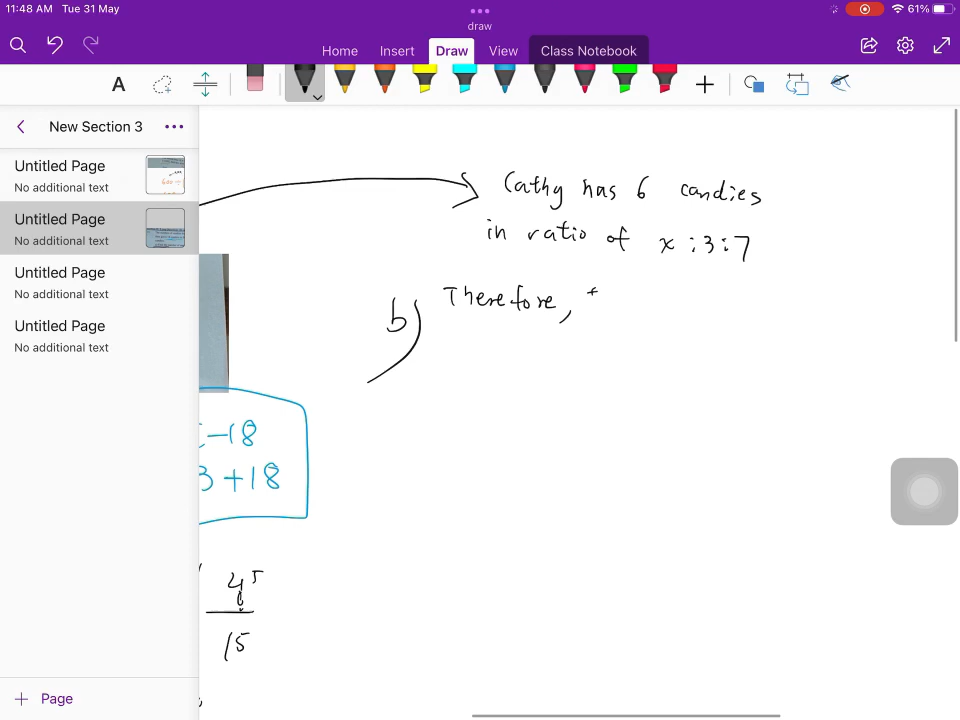 11:48 AM Tue 31 May
61%
draw
Home Insert Draw View Class Notebook
A
New Section 3
Untitled Page
No additional text
Untitled Page
No additional text
Untitled Page
No additional text
Untitled Page
No additional text
Page
Cathy has 6 candies
in ratio of x : 3 : 7
b) Therefore,
-18
3 +18
15